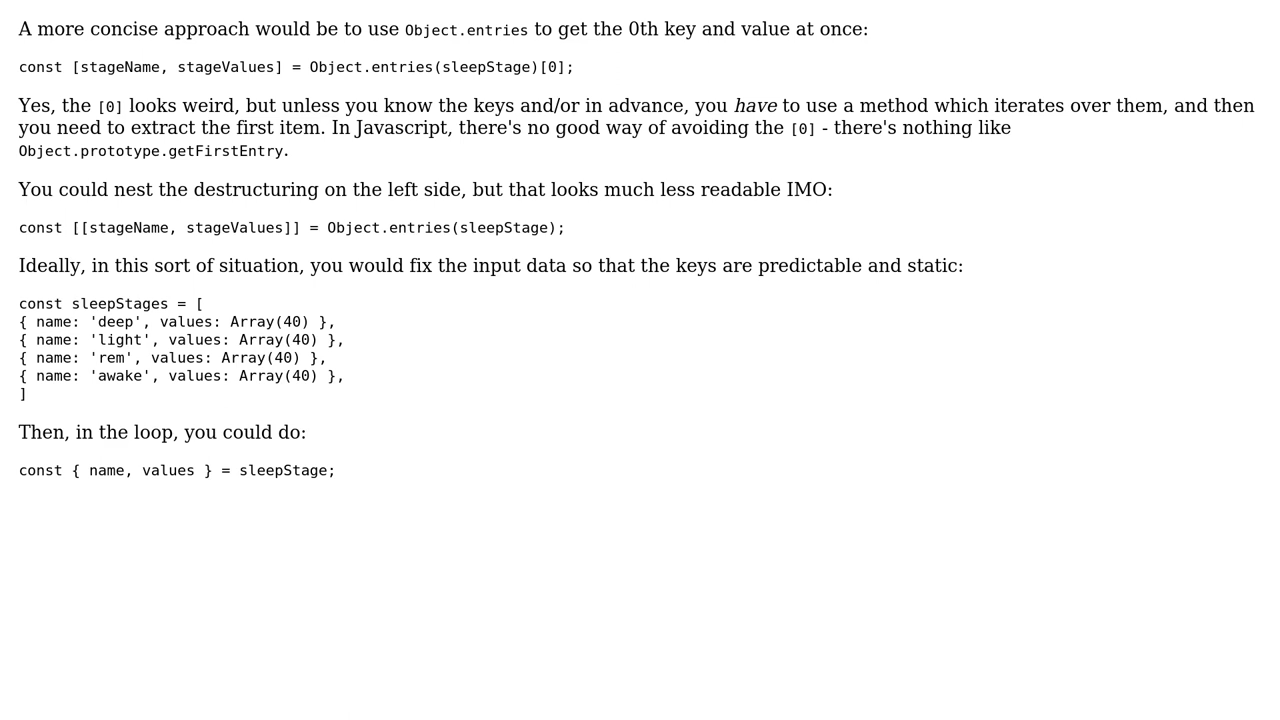 A more concise approach would be to use Object.entries to get the 0th key and value at once:
const [stageName, stageValues] = Object.entries(sleepStage)[0];
Yes, the [0] looks weird, but unless you know the keys and/or in advance, you have to use a method which iterates over them, and then
you need to extract the first item. In Javascript, there's no good way of avoiding the [0] - there's nothing like
Object.prototype.getFirstEntry.
You could nest the destructuring on the left side, but that looks much less readable IMO:
const [[stageName, stageValues]] = Object.entries(sleepStage);
Ideally, in this sort of situation, you would fix the input data so that the keys are predictable and static:
const sleepStages = [
{ name: 'deep', values: Array(40) },
{ name: 'light', values: Array(40) },
{ name: 'rem', values: Array(40) },
{ name: 'awake', values: Array(40) },
]
Then, in the loop, you could do:
const { name, values } = sleepStage;